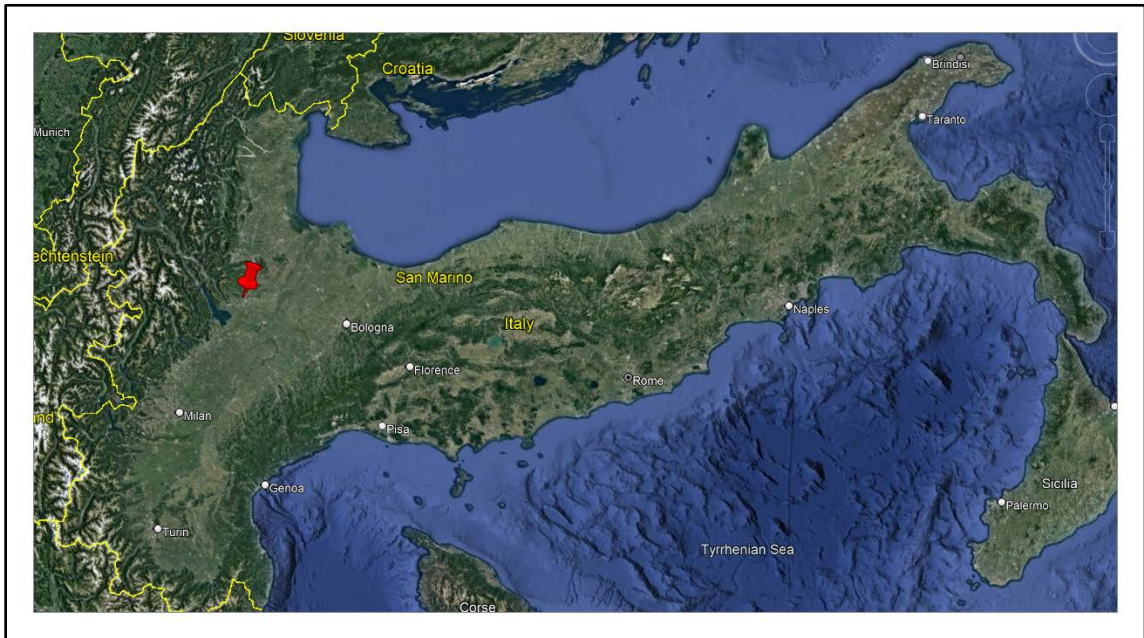 Slovenia
Croatia
Brindisi
Munich
Taranto
echtenstein
San Marino
Naples
Bologna
Italy
Florence
Rome
Milan
nd
Pisa
Genoa
Sicilia
Palermo
Turin
Tyrrhenian Sea
Corse